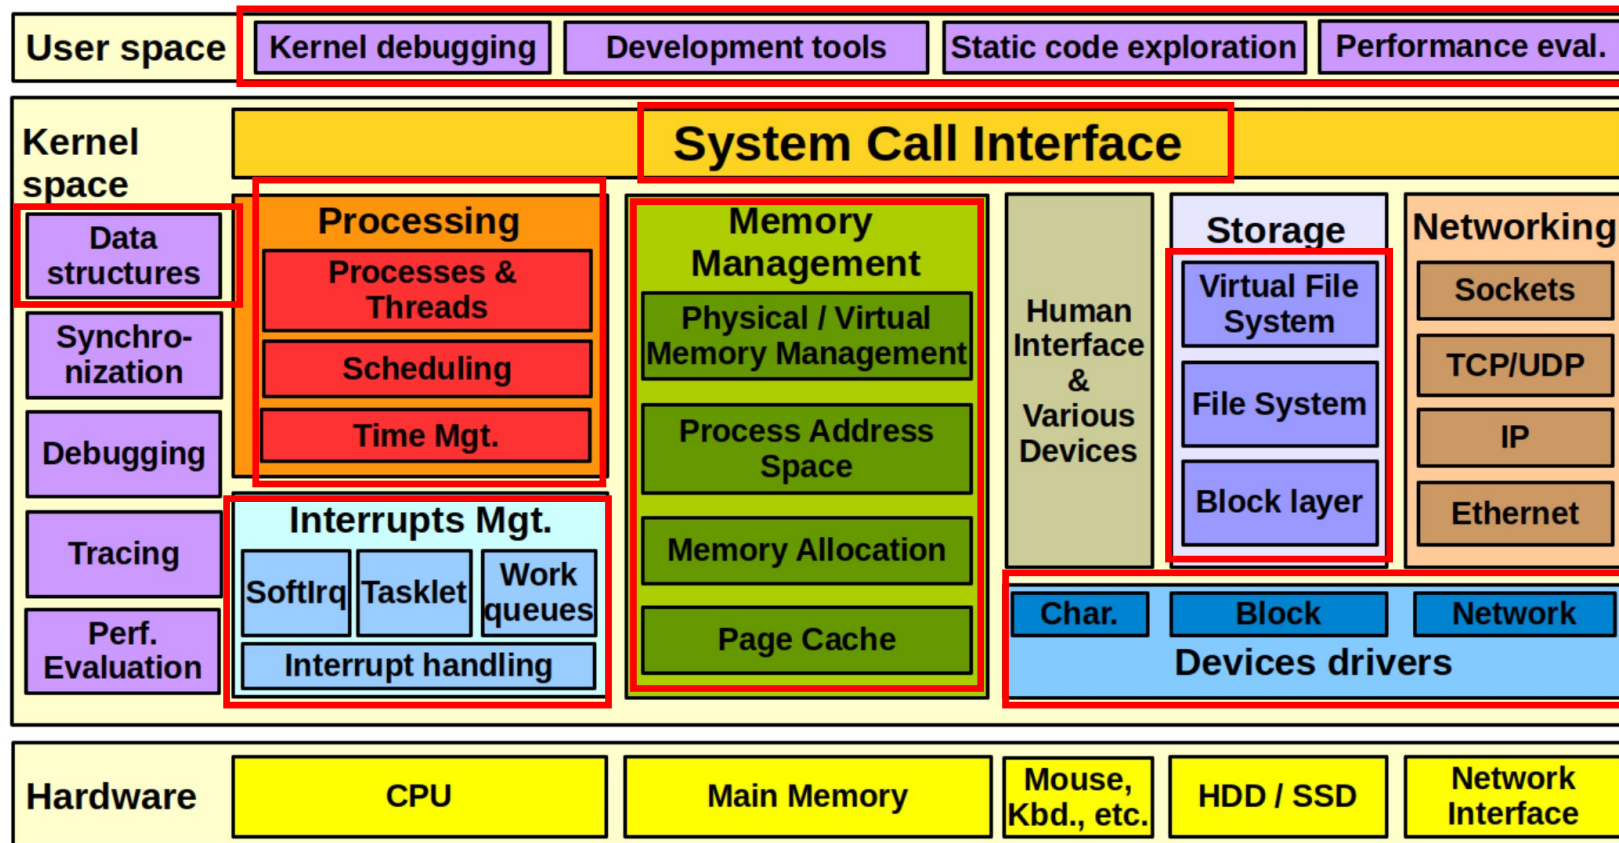 User space
Kernel debugging
Development tools
Static code exploration
Performance eval.
Kernel
space
System Call Interface
Data
structures
Synchro-
nization
Debugging
Tracing
Perf.
Evaluation
Processing
Processes &
Threads
Scheduling
Time Mgt.
Interrupts Mgt.
SoftIrq
Tasklet
Work
queues
Interrupt handling
Memory
Management
Physical / Virtual
Memory Management
Process Address
Space
Memory Allocation
Page Cache
Human
Interface
&
Various
Devices
Storage
Virtual File
System
File System
Block layer
Networking
Sockets
TCP/UDP
IP
Ethernet
Char.
Block
Network
Devices drivers
Hardware
CPU
Main Memory
Mouse,
Kbd., etc.
HDD / SSD
Network
Interface